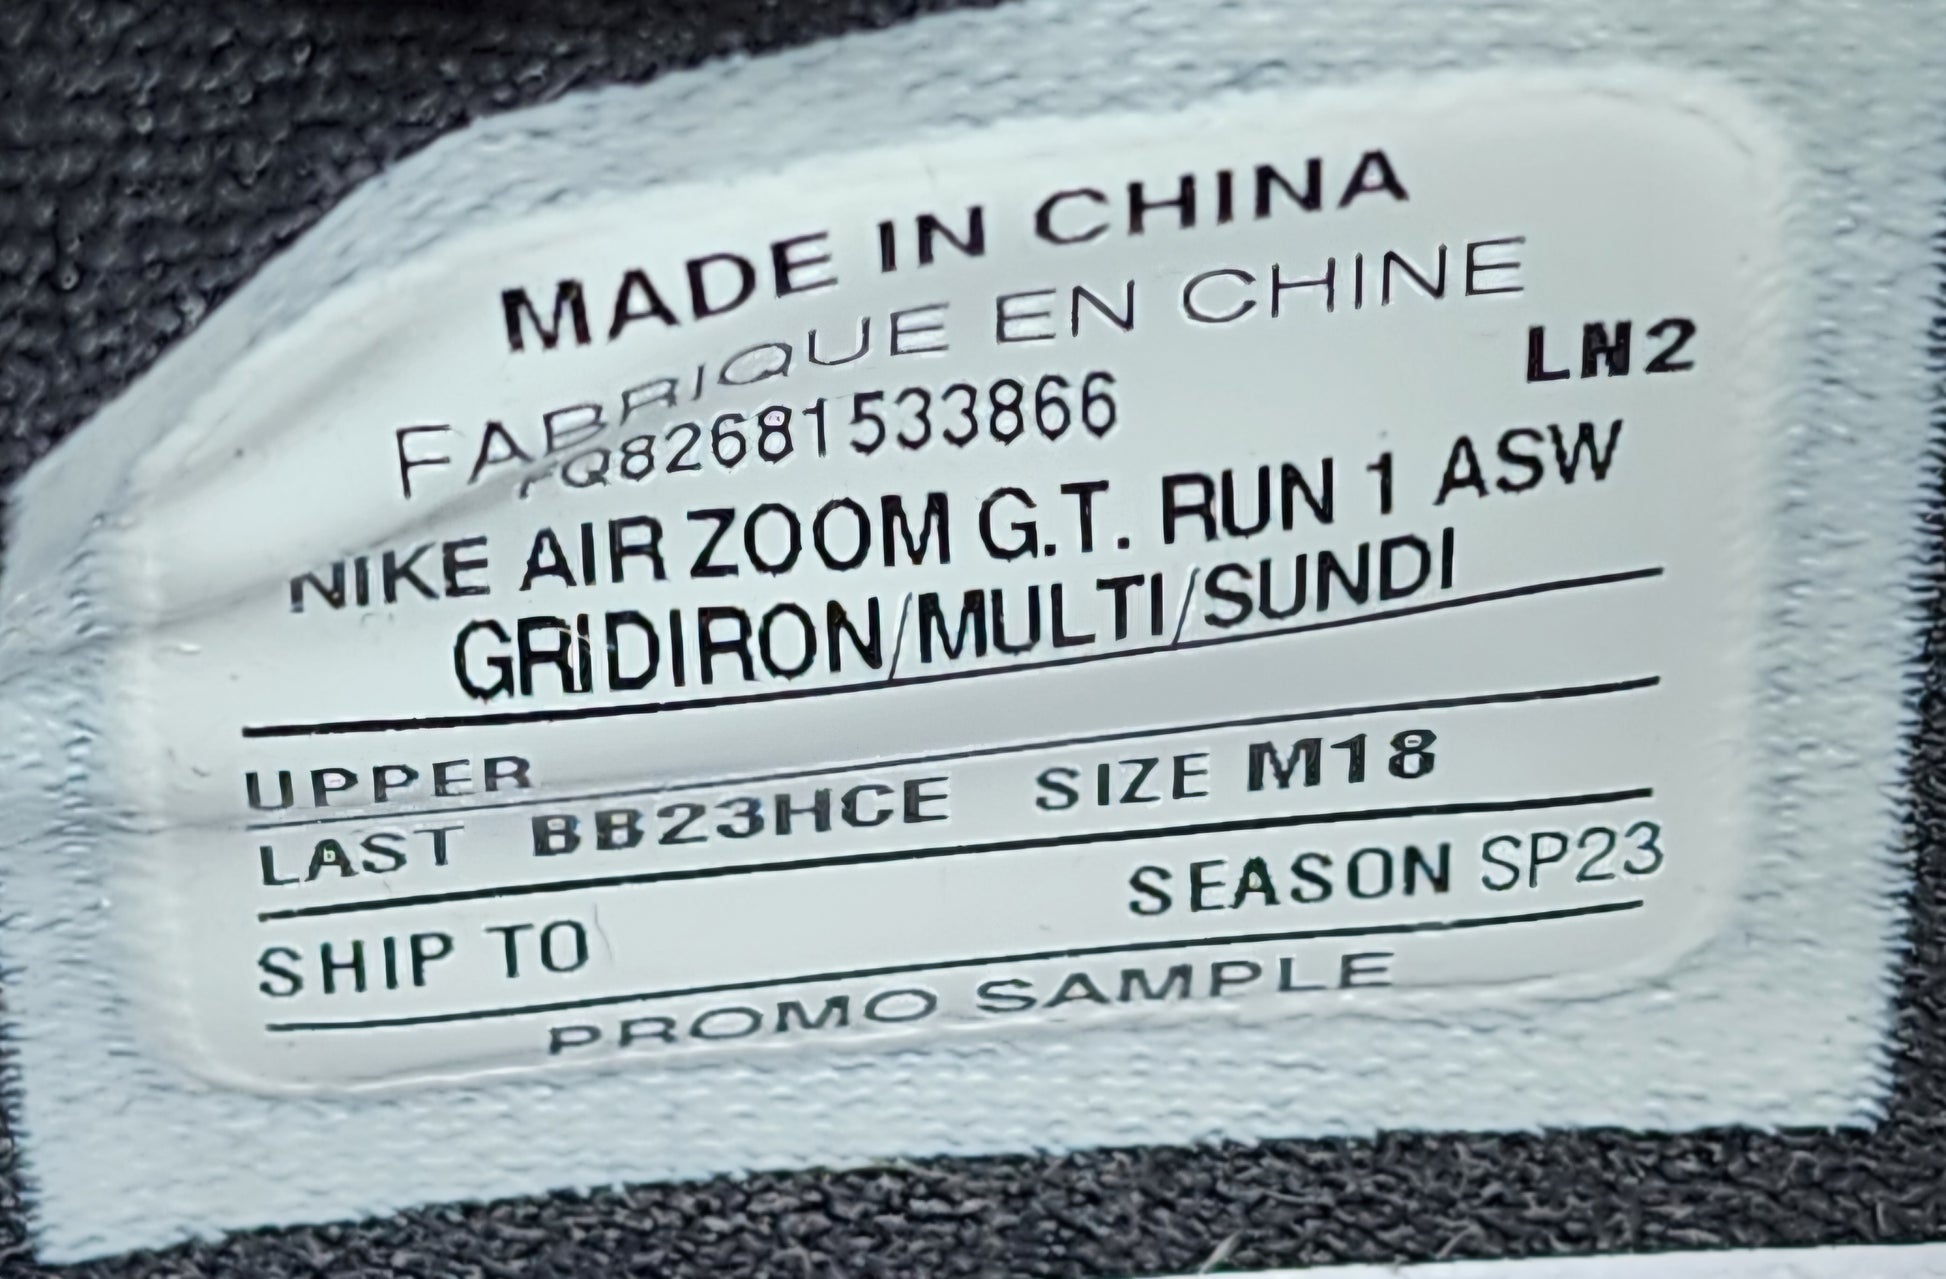 MADE IN CHINA
FABRIQUE EN CHINE
LN2
FQ82681533866
NIKE AIR ZOOM G.T. RUN 1 ASW
GRIDIRON/MULTI/SUNDI
UPPER
LAST BB23HCE SIZE M18
SEASON SP23
SHIP TO
PROMO SAMPLE